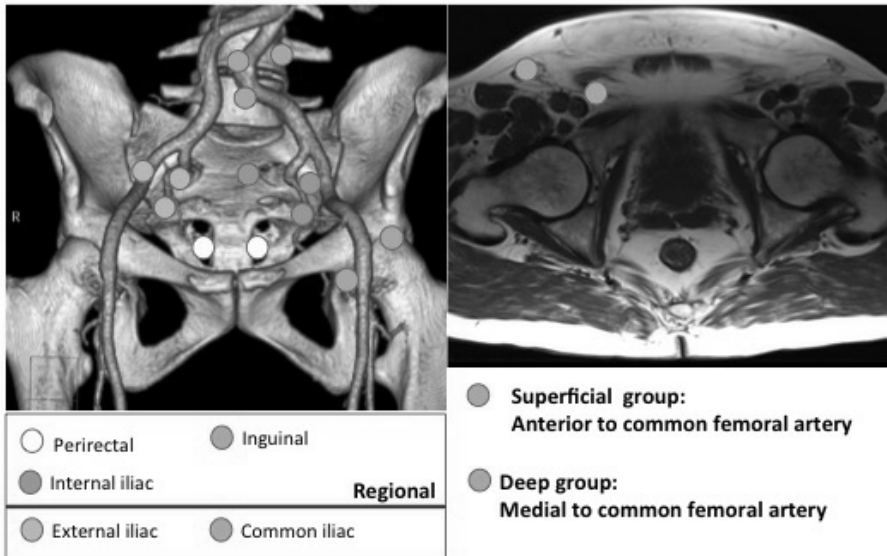 R
Perirectal
Inguinal
Internal iliac
Regional
External iliac
Common iliac
Superficial group:
Anterior to common femoral artery
Deep group:
Medial to common femoral artery